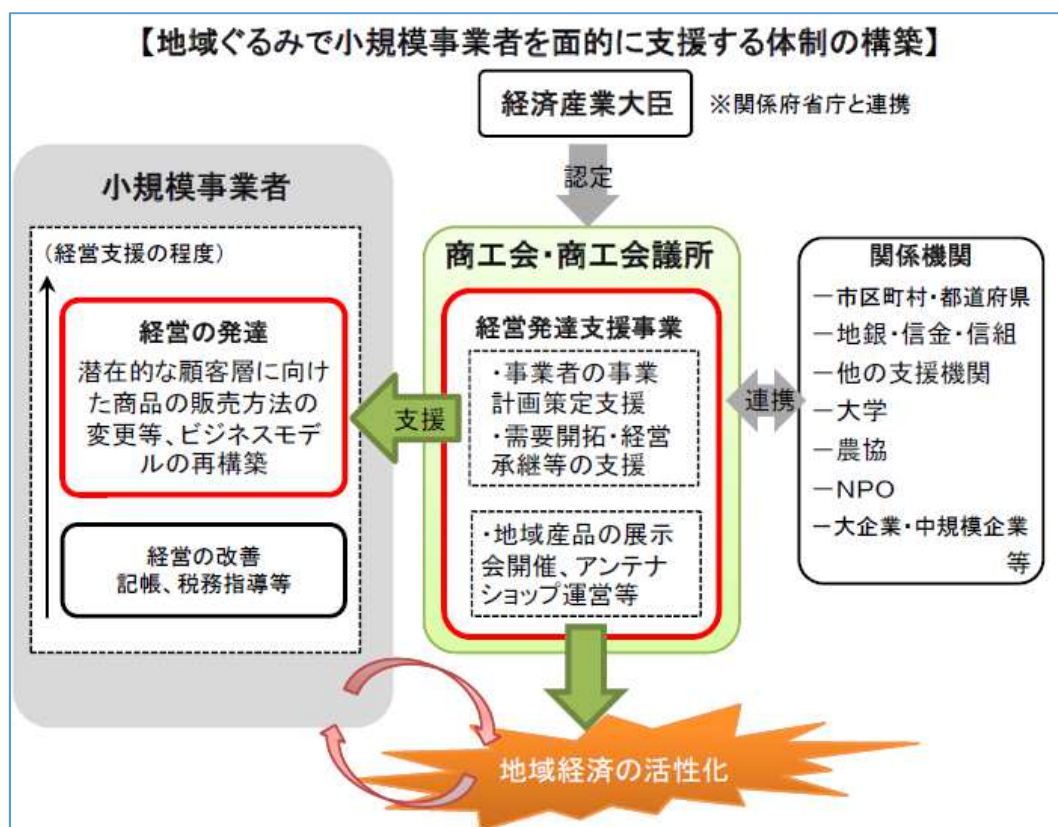 【地域ぐるみで小規模事業者を面的に支援する体制の構築】
経済産業大臣
※関係府省庁と連携
認定
小規模事業者
(経営支援の程度)
経営の発達
潜在的な顧客層に向け
た商品の販売方法の
変更等、ビジネスモデ
ルの再構築
経営の改善
記帳、税務指導等
支援
商工会・商工会議所
経営発達支援事業
・事業者の事業
計画策定支援
・需要開拓・経営
承継等の支援
・地域産品の展示
会開催、アンテナ
ショップ運営等
連携
関係機関
―市区町村・都道府県
―地銀・信金・信組
―他の支援機関
―大学
―農協
―NPO
―大企業・中規模企業
等
地域経済の活性化